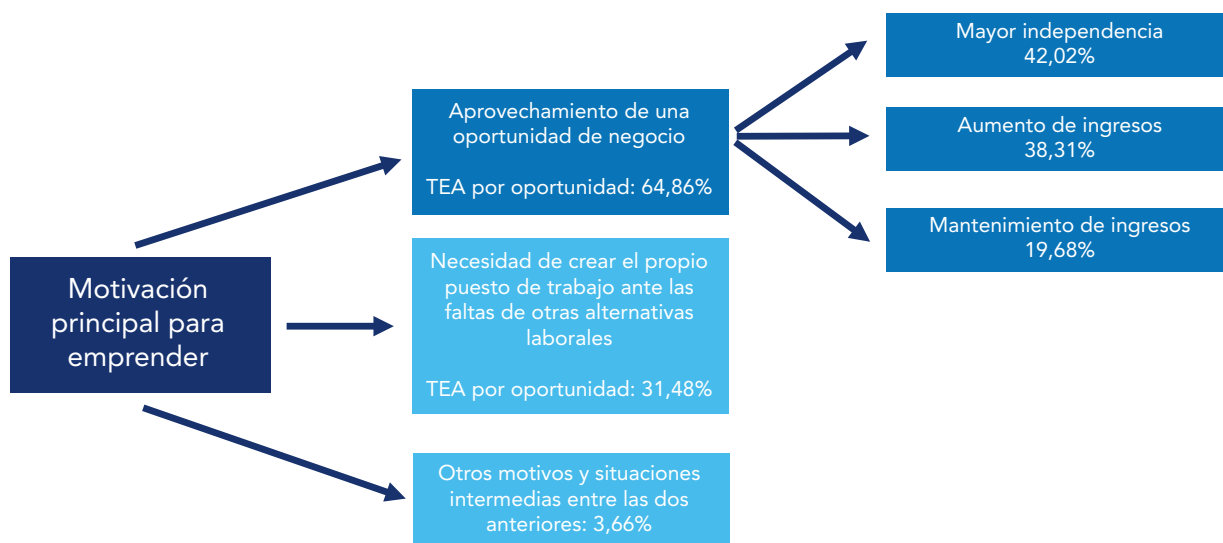 Motivación
principal para
emprender
Aprovechamiento de una
oportunidad de negocio
TEA por oportunidad: 64,86%
Necesidad de crear el propio
puesto de trabajo ante las
faltas de otras alternativas
laborales
TEA por oportunidad: 31,48%
Otros motivos y situaciones
intermedias entre las dos
anteriores: 3,66%
Mayor independencia
42,02%
Aumento de ingresos
38,31%
Mantenimiento de ingresos
19,68%